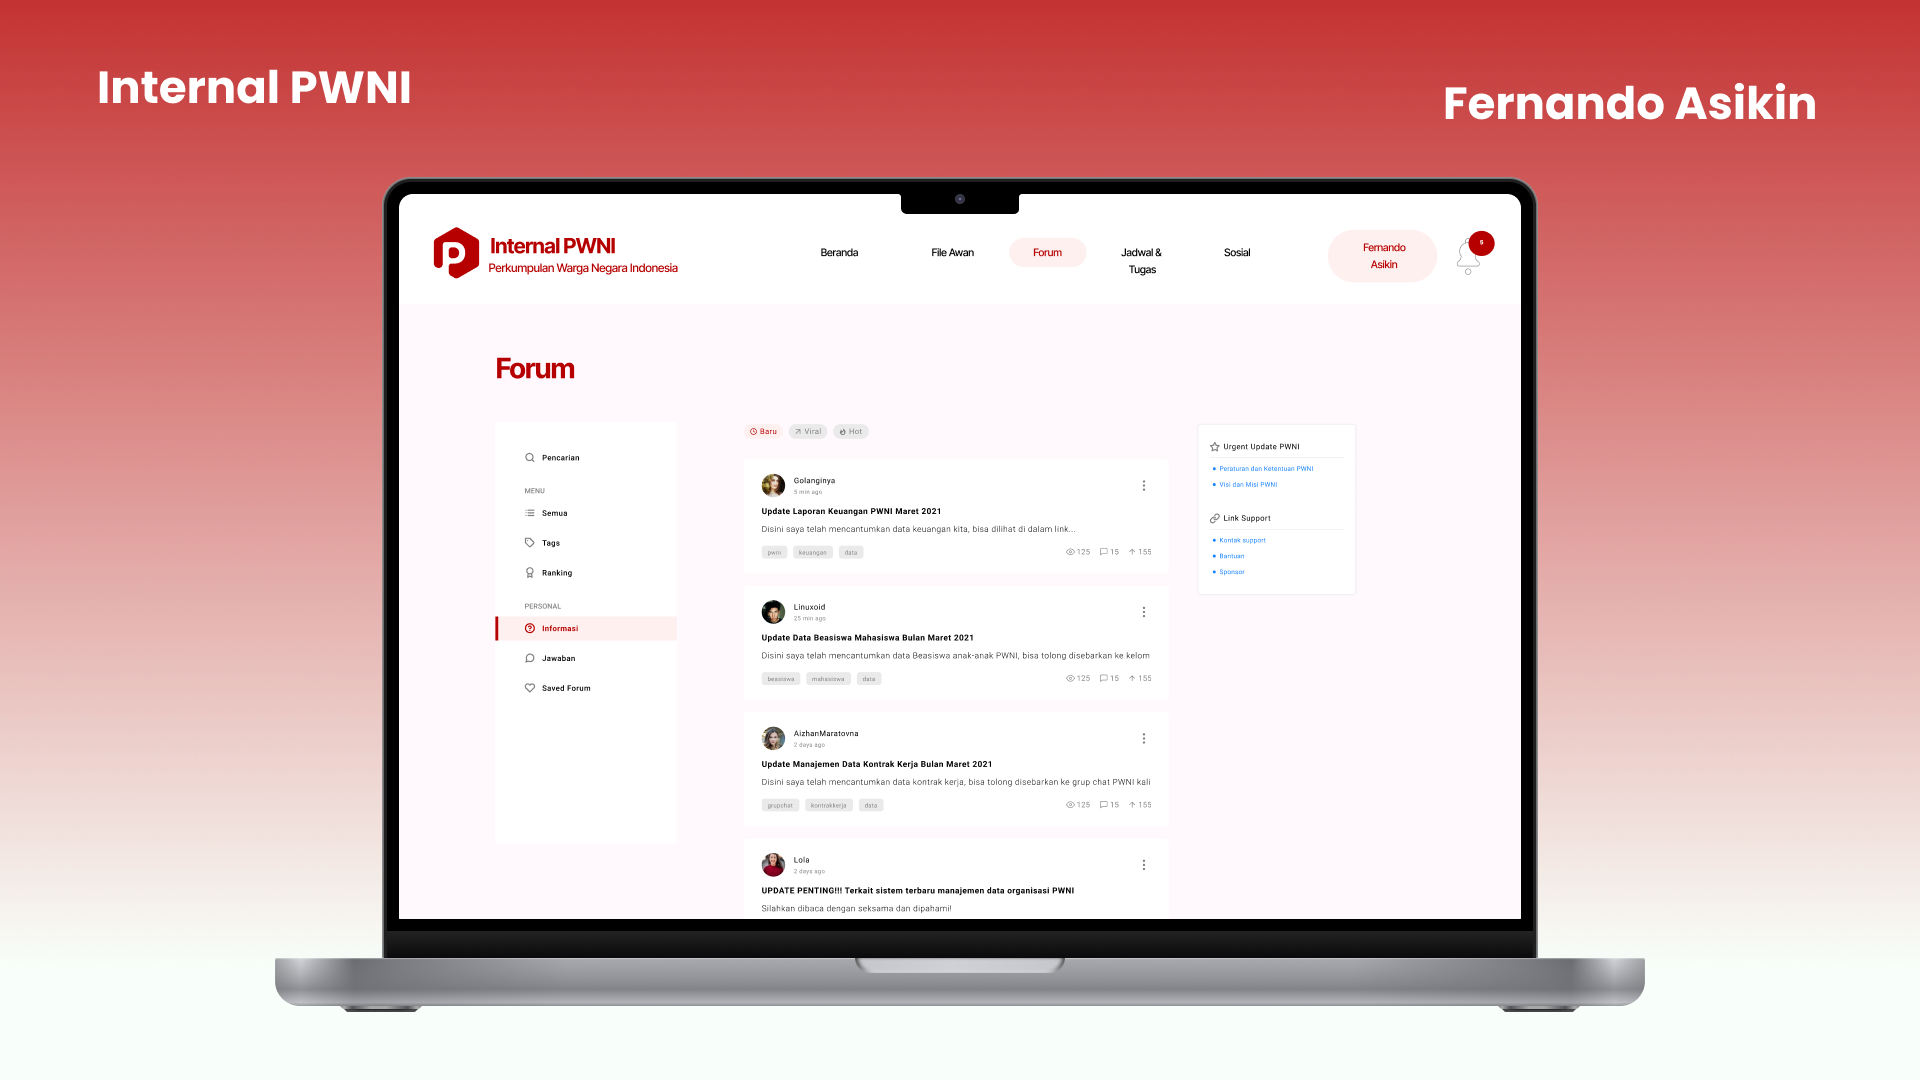 Internal PWNI
Fernando Asikin
Internal PWNI
Perkumpulan Warga Negara Indonesia
Beranda
File Awan
Forum
Jadwal &
Tugas
Sosial
Fernando
Asikin
5
Forum
Pencarian
MENU
Semua
Tags
Ranking
PERSONAL
Informasi
Jawaban
Saved Forum
Baru
Viral
Hot
Golanginya
5 min ago
Update Laporan Keuangan PWNI Maret 2021
Disini saya telah mencantumkan data keuangan kita, bisa dilihat di dalam link...
pwni
keuangan
data
125
15
155
Linuxoid
25 min ago
Update Data Beasiswa Mahasiswa Bulan Maret 2021
Disini saya telah mencantumkan data Beasiswa anak-anak PWNI, bisa tolong disebarkan ke kelom
beasiswa
mahasiswa
data
125
15
155
AizhanMaratovna
2 days ago
Update Manajemen Data Kontrak Kerja Bulan Maret 2021
Disini saya telah mencantumkan data kontrak kerja, bisa tolong disebarkan ke grup chat PWNI kali
grupchat
kontrakkerja
data
125
15
155
Lola
2 days ago
UPDATE PENTING!!! Terkait sistem terbaru manajemen data organisasi PWNI
Silahkan dibaca dengan seksama dan dipahami!
Urgent Update PWNI
Peraturan dan Ketentuan PWNI
Visi dan Misi PWNI
Link Support
Kontak support
Bantuan
Sponsor